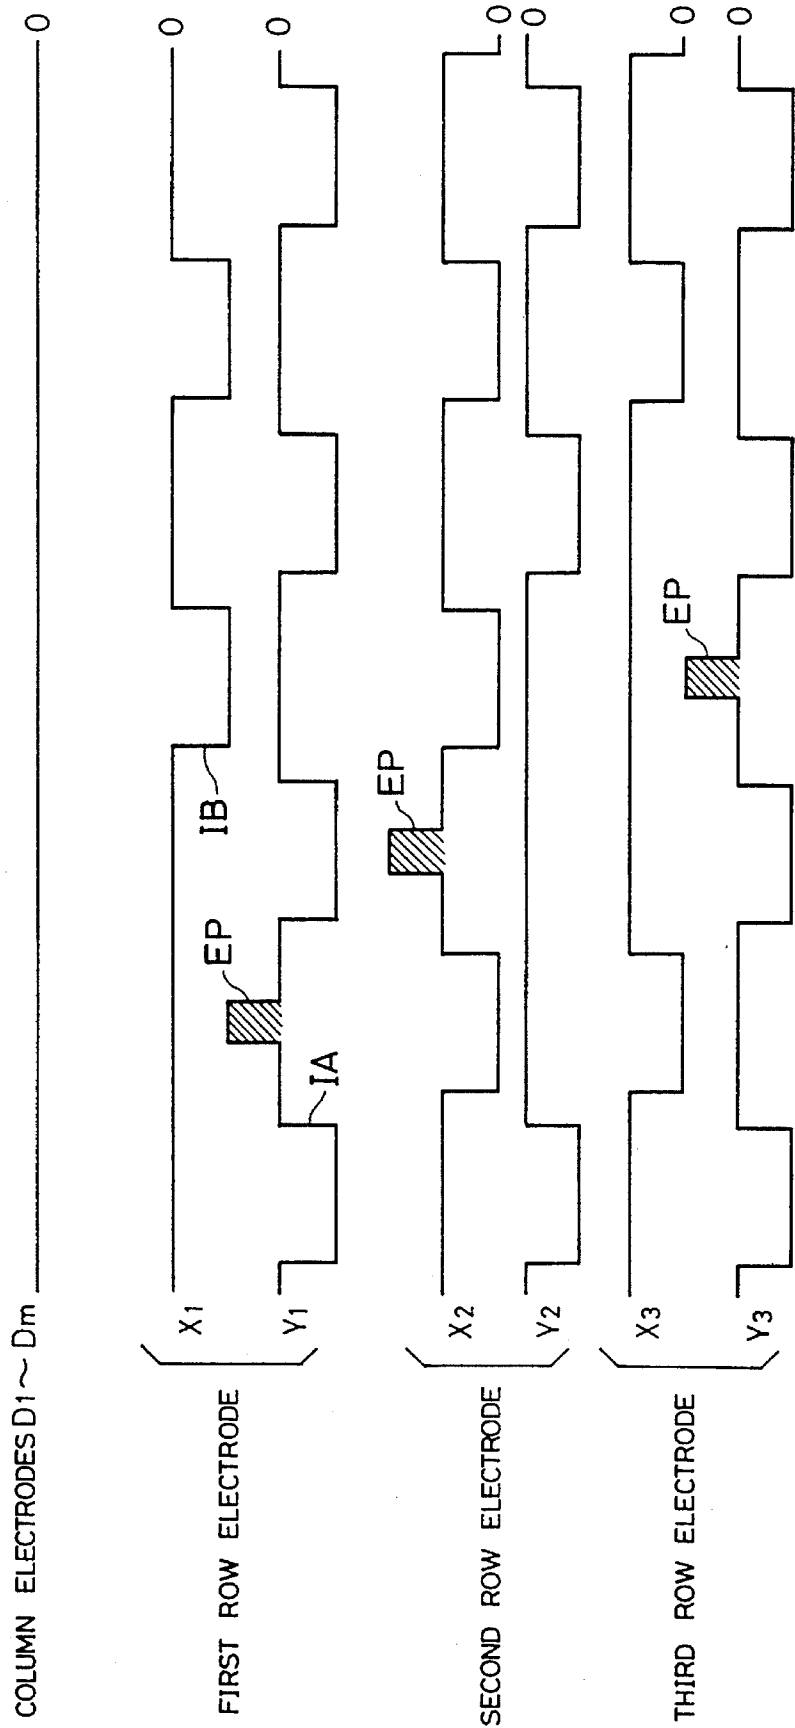 COLUMN ELECTRODES D1~Dm
0
FIRST ROW ELECTRODE
X1
0
IB
Y1
0
IA
EP
SECOND ROW ELECTRODE
X2
0
EP
Y2
0
THIRD ROW ELECTRODE
X3
0
Y3
0
EP